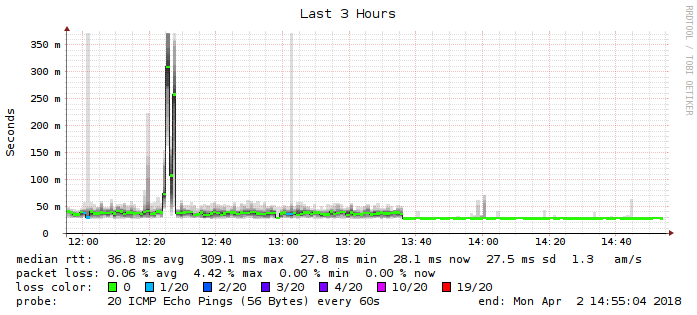 Last 3 Hours
RRDTOOL / TOBI OETIKER
Seconds
350 m
300 m
250 m
200 m
150 m
100 m
50 m
0
12:00 12:20 12:40 13:00 13:20 13:40 14:00 14:20 14:40
median rtt: 36.8 ms avg 309.1 ms max 27.8 ms min 28.1 ms now 27.5 ms sd 1.3 am/s
packet loss: 0.06 % avg 4.42 % max 0.00 % min 0.00 % now
loss color: 0 1/20 2/20 3/20 4/20 10/20 19/20
probe: 20 ICMP Echo Pings (56 Bytes) every 60s end: Mon Apr 2 14:55:04 2018